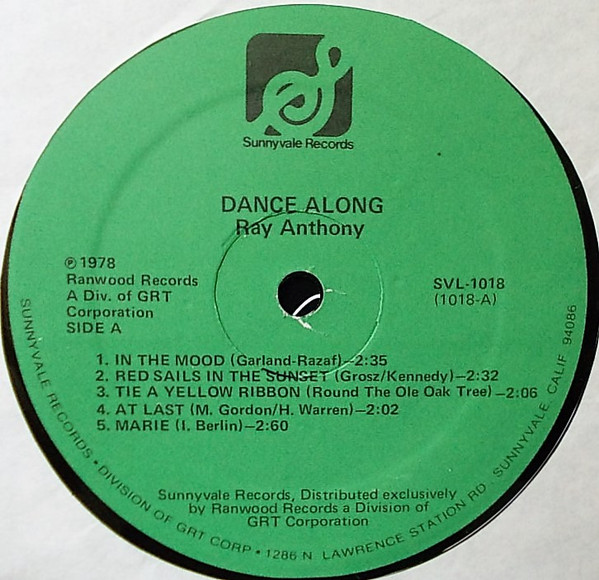 Sunnyvale Records
DANCE ALONG
Ray Anthony
℗ 1978
Ranwood Records
A Div. of GRT
Corporation
SIDE A
SVL-1018
(1018-A)
1. IN THE MOOD (Garland-Razaf)—2:35
2. RED SAILS IN THE SUNSET (Grosz/Kennedy)—2:32
3. TIE A YELLOW RIBBON (Round The Ole Oak Tree)—2:06
4. AT LAST (M. Gordon/H. Warren)—2:02
5. MARIE (I. Berlin)—2:60
Sunnyvale Records, Distributed exclusively
by Ranwood Records a Division of
GRT Corporation
SUNNYVALE RECORDS • DIVISION OF GRT CORP • 1286 N. LAWRENCE STATION RD. SUNNYVALE, CALIF 94086